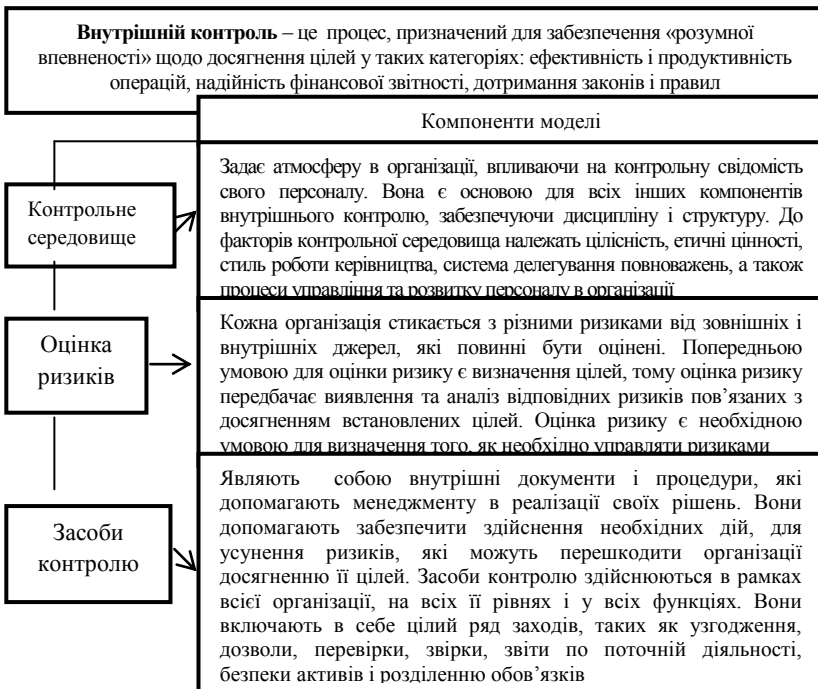 Внутрішній контроль – це процес, призначений для забезпечення «розумної
впевненості» щодо досягнення цілей у таких категоріях: ефективність і продуктивність
операцій, надійність фінансової звітності, дотримання законів і правил
Компоненти моделі
Контрольне
середовище
Задає атмосферу в організації, впливаючи на контрольну свідомість
свого персоналу. Вона є основою для всіх інших компонентів
внутрішнього контролю, забезпечуючи дисципліну і структуру. До
факторів контрольної середовища належать цілісність, етичні цінності,
стиль роботи керівництва, система делегування повноважень, а також
процеси управління та розвитку персоналу в організації
Оцінка
ризиків
Кожна організація стикається з різними ризиками від зовнішніх і
внутрішніх джерел, які повинні бути оцінені. Попередньою
умовою для оцінки ризику є визначення цілей, тому оцінка ризику
передбачає виявлення та аналіз відповідних ризиків пов’язаних з
досягненням встановлених цілей. Оцінка ризику є необхідною
умовою для визначення того, як необхідно управляти ризиками
Засоби
контролю
Являють собою внутрішні документи і процедури, які
допомагають менеджменту в реалізації своїх рішень. Вони
допомагають забезпечити здійснення необхідних дій, для
усунення ризиків, які можуть перешкодити організації
досягненню її цілей. Засоби контролю здійснюються в рамках
всієї організації, на всіх її рівнях і у всіх функціях. Вони
включають в себе цілий ряд заходів, таких як узгодження,
дозволи, перевірки, звірки, звіти по поточній діяльності,
безпеки активів і розділенню обов’язків